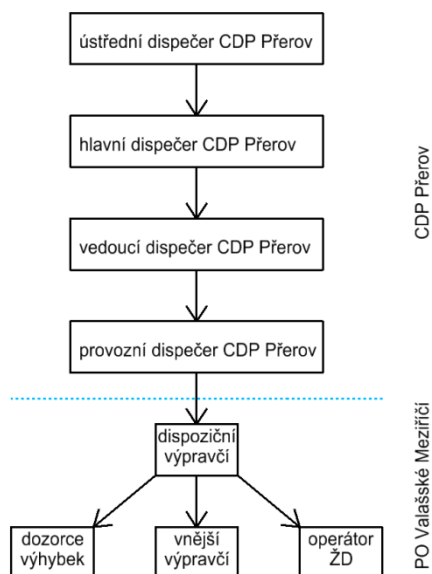 ústřední dispečer CDP Přerov
hlavní dispečer CDP Přerov
vedoucí dispečer CDP Přerov
provozní dispečer CDP Přerov
CDP Přerov
dispoziční
výpravčí
dozorce
výhybek
vnější
výpravčí
operátor
ŽD
PO Valašské Meziříčí